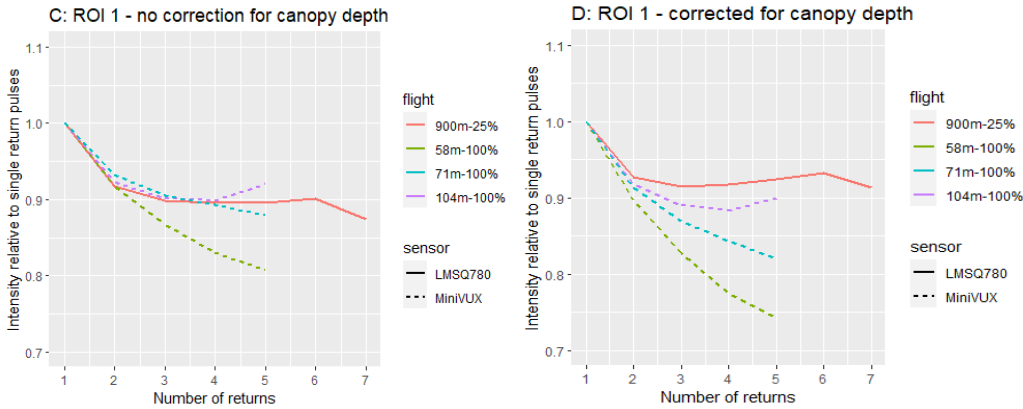 C: ROI 1 - no correction for canopy depth
Intensity relative to single return pulses
1.1
1.0
0.9
0.8
0.7
1 2 3 4 5 6 7
Number of returns
flight
900m-25%
58m-100%
71m-100%
104m-100%
sensor
LMSQ780
MiniVUX
D: ROI 1 - corrected for canopy depth
Intensity relative to single return pulses
1.1
1.0
0.9
0.8
0.7
1 2 3 4 5 6 7
Number of returns
flight
900m-25%
58m-100%
71m-100%
104m-100%
sensor
LMSQ780
MiniVUX